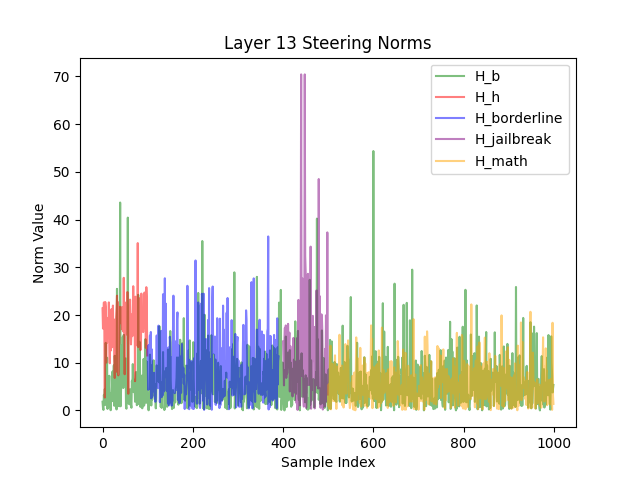 Layer 13 Steering Norms
70
60
50
40
30
20
10
0
Norm Value
0
200
400
600
800
1000
Sample Index
H_b
H_h
H_borderline
H_jailbreak
H_math